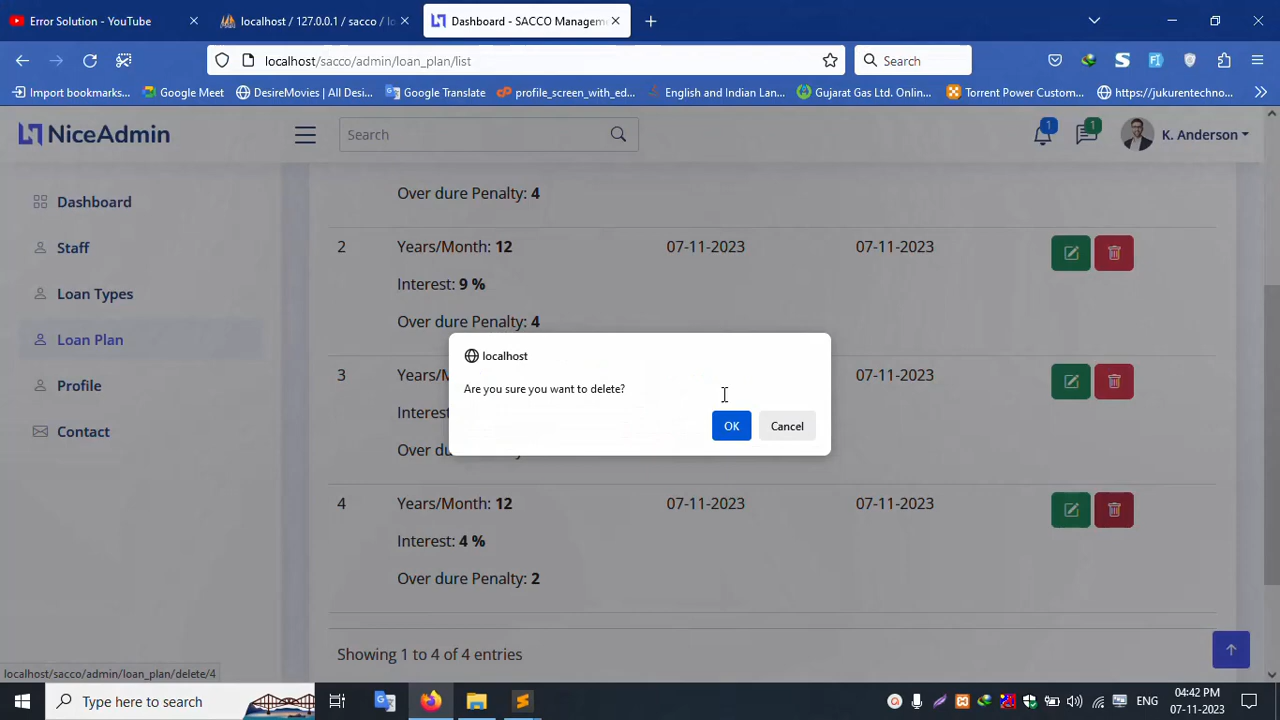 Error Solution - YouTube
localhost / 127.0.0.1 / sacco / lo
Dashboard - SACCO Managem
localhost/sacco/admin/loan_plan/list
Search
Import bookmarks...
Google Meet
DesireMovies | All Desi...
Google Translate
profile_screen_with_ed...
English and Indian Lan...
Gujarat Gas Ltd. Online...
Torrent Power Custom...
https://jukurentechno...
NiceAdmin
Search
1
1
K. Anderson
Dashboard
Staff
Loan Types
Loan Plan
Profile
Contact
Over dure Penalty: 4
2 Years/Month: 12 07-11-2023 07-11-2023
Interest: 9 %
Over dure Penalty: 4
localhost
Are you sure you want to delete?
OK Cancel
3 Years/M 07-11-2023 07-11-2023
Interest
Over du
4 Years/Month: 12 07-11-2023 07-11-2023
Interest: 4 %
Over dure Penalty: 2
Showing 1 to 4 of 4 entries
localhost/sacco/admin/loan_plan/delete/4
Type here to search
ENG
04:42 PM
07-11-2023